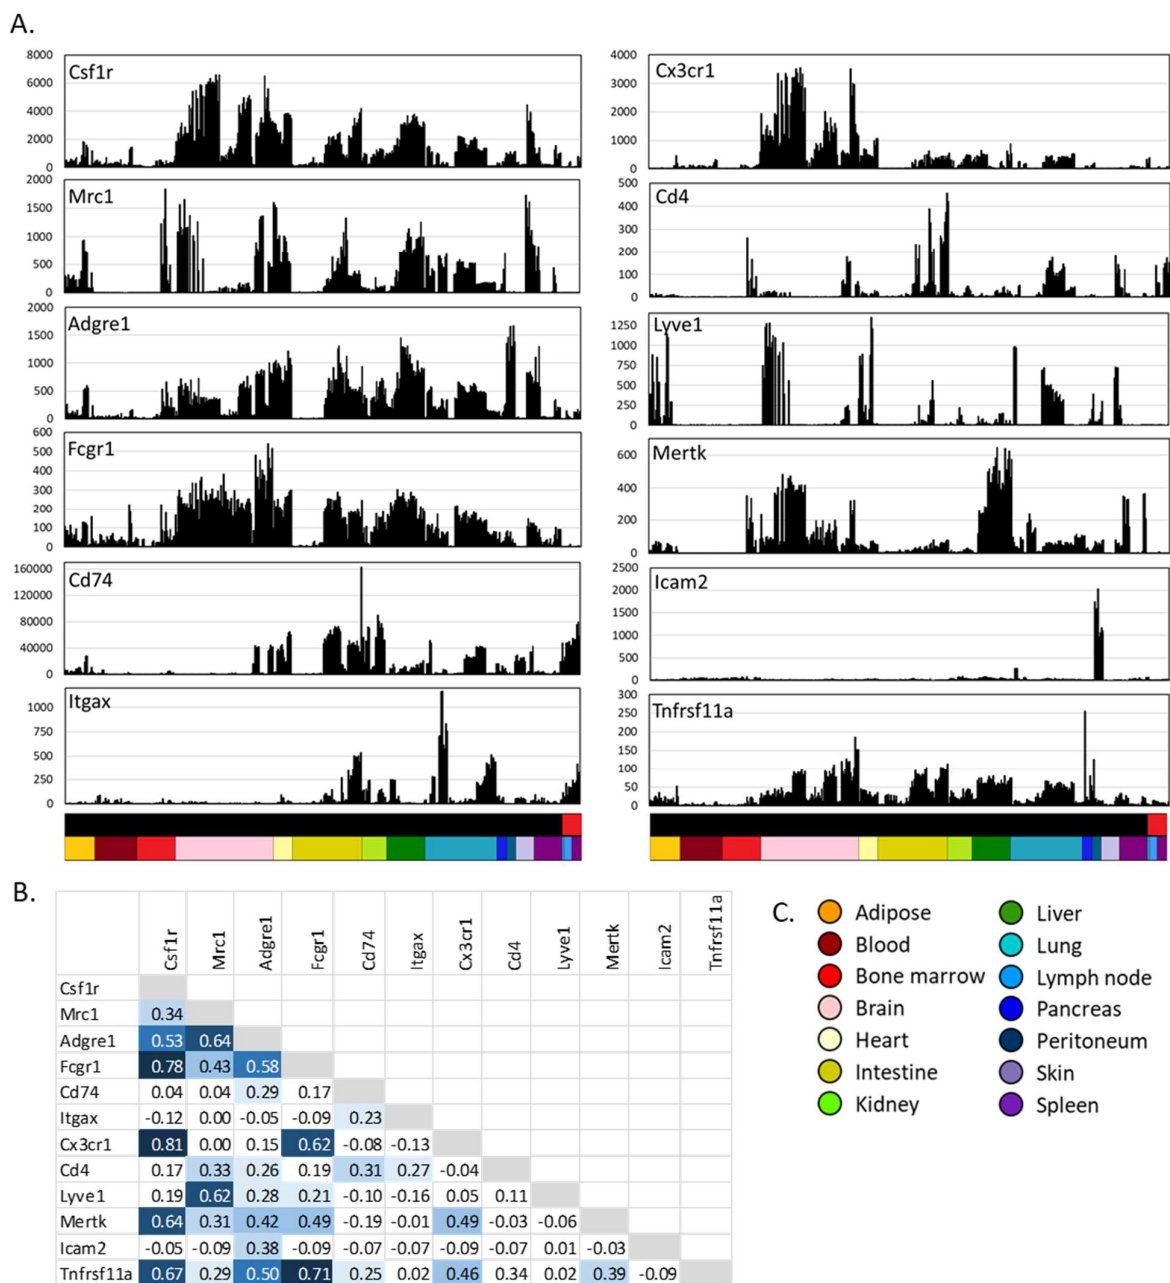 A.
8000
6000
4000
2000
0
Csf1r
4000
3000
2000
1000
0
Cx3cr1
2000
1500
1000
500
0
Mrc1
500
400
300
200
100
0
Cd4
2000
1500
1000
500
0
Adgre1
1250
1000
750
500
250
0
Lyve1
600
500
400
300
200
100
0
Fcgr1
600
400
200
0
Mertk
160000
120000
80000
40000
0
Cd74
2500
2000
1500
1000
500
0
Icam2
1000
750
500
250
0
Itgax
300
250
200
150
100
50
0
Tnfrsf11a
B.
Csf1r Mrc1 Adgre1 Fcgr1 Cd74 Itgax Cx3cr1 Cd4 Lyve1 Mertk Icam2 Tnfrsf11a
Csf1r
Mrc1 0.34
Adgre1 0.53 0.64
Fcgr1 0.78 0.43 0.58
Cd74 0.04 0.04 0.29 0.17
Itgax -0.12 0.00 -0.05 -0.09 0.23
Cx3cr1 0.81 0.00 0.15 0.62 -0.08 -0.13
Cd4 0.17 0.33 0.26 0.19 0.31 0.27 -0.04
Lyve1 0.19 0.62 0.28 0.21 -0.10 -0.16 0.05 0.11
Mertk 0.64 0.31 0.42 0.49 -0.19 -0.01 0.49 -0.03 -0.06
Icam2 -0.05 -0.09 0.38 -0.09 -0.07 -0.07 -0.09 -0.07 0.01 -0.03
Tnfrsf11a 0.67 0.29 0.50 0.71 0.25 0.02 0.46 0.34 0.02 0.39 -0.09
C.
Adipose
Blood
Bone marrow
Brain
Heart
Intestine
Kidney
Liver
Lung
Lymph node
Pancreas
Peritoneum
Skin
Spleen